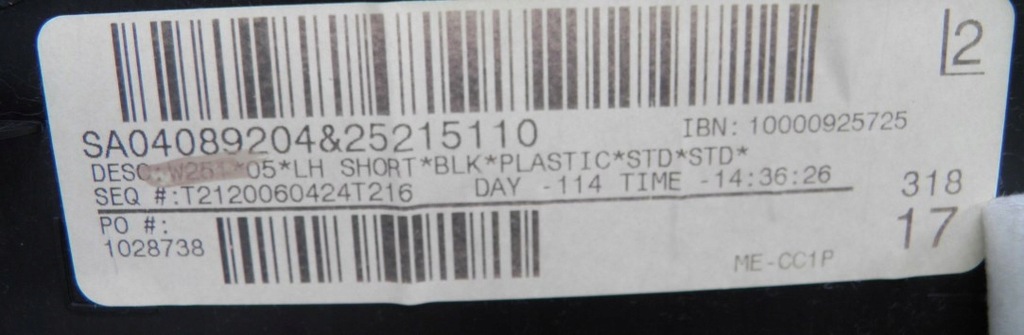 2
SA04089204&25215110
IBN: 10000925725
DESC:W251*05*LH SHORT*BLK*PLASTIC*STD*STD*
SEQ #:T2120060424T216 DAY -114 TIME -14:36:26
318
PO #:
1028738
17
ME-CC1P